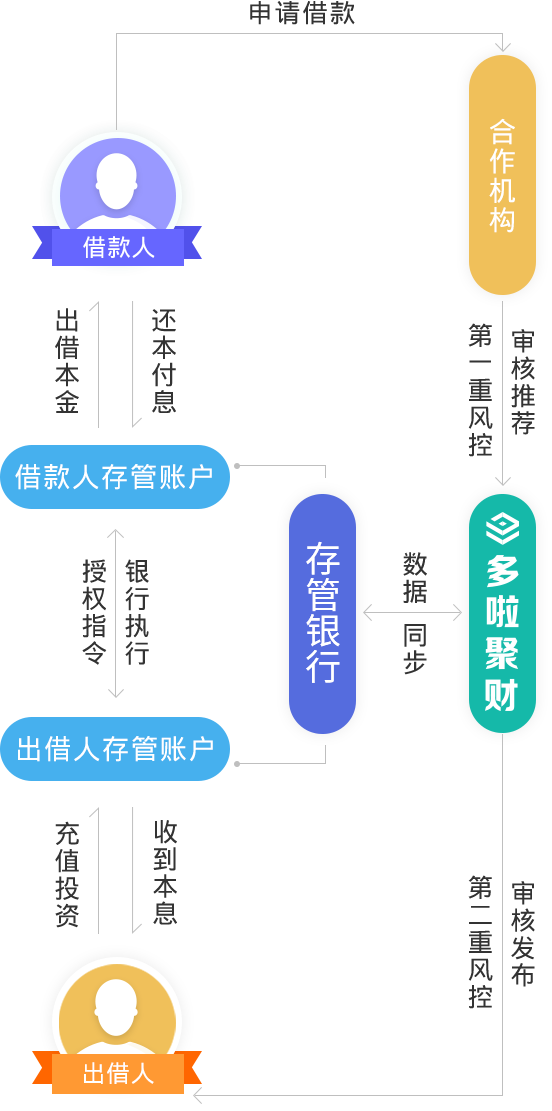 申请借款
合作机构
借款人
出借本金
还本付息
第一重风控
审核推荐
借款人存管账户
存管银行
多啦聚财
数据同步
授权指令
银行执行
出借人存管账户
充值投资
收到本息
第二重风控
审核发布
出借人